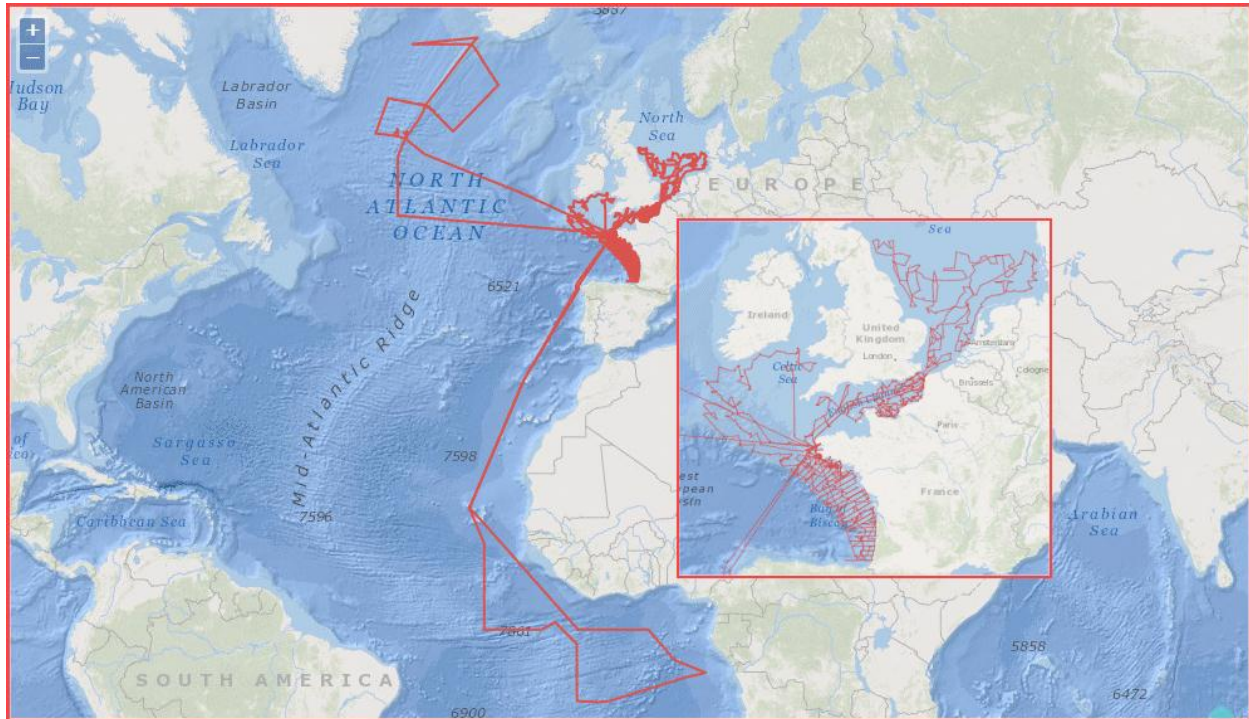 +
−
5887
Hudson
Bay
Labrador
Basin
Labrador
Sea
North
Sea
NORTH
ATLANTIC
OCEAN
EUROPE
6521
Mid-Atlantic Ridge
North
American
Basin
Sargasso
Sea
7598
7596
Caribbean Sea
Arabian
Sea
SOUTH AMERICA
5858
6472
6900
Sea
Ireland
United
Kingdom
London
Amsterdam
Cologne
Brussels
Celtic
Sea
Paris
France
Bay of
Biscay